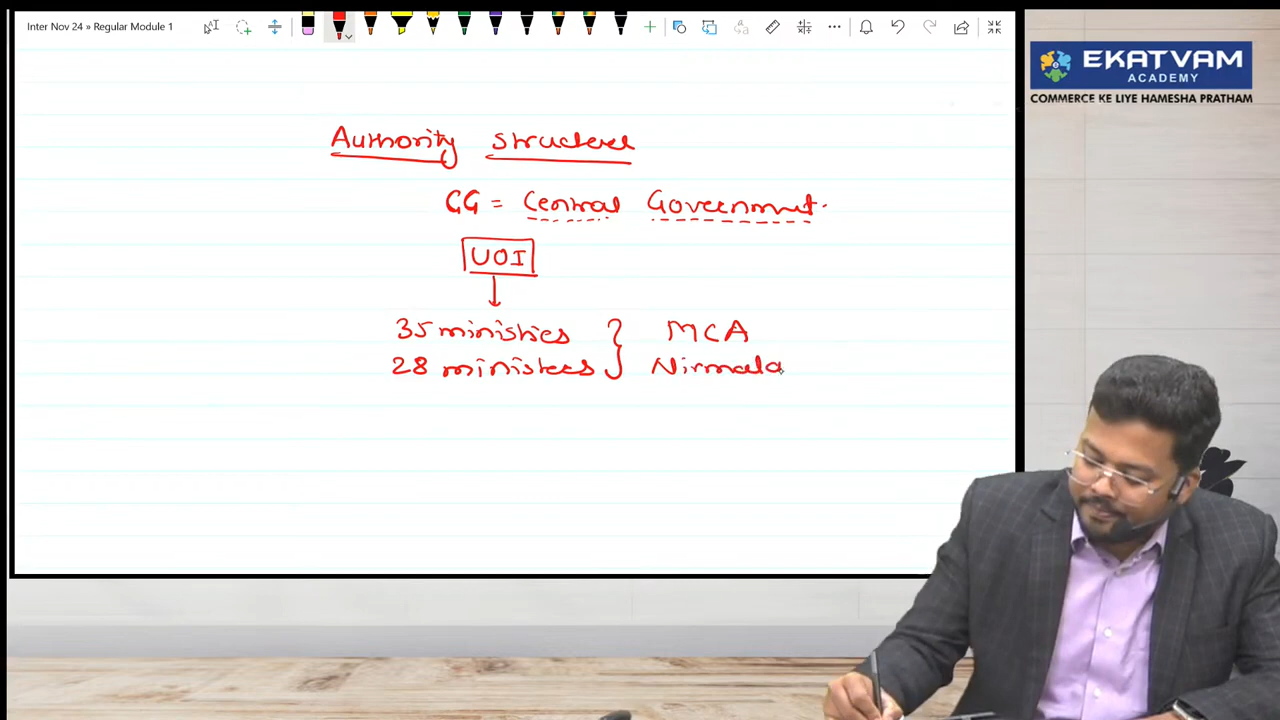 Inter Nov 24 » Regular Module 1
EKATVAM
ACADEMY
COMMERCE KE LIYE HAMESHA PRATHAM
Authority structure
CG = Central Government.
UOI
35 ministries } MCA
28 ministers } Nirmala